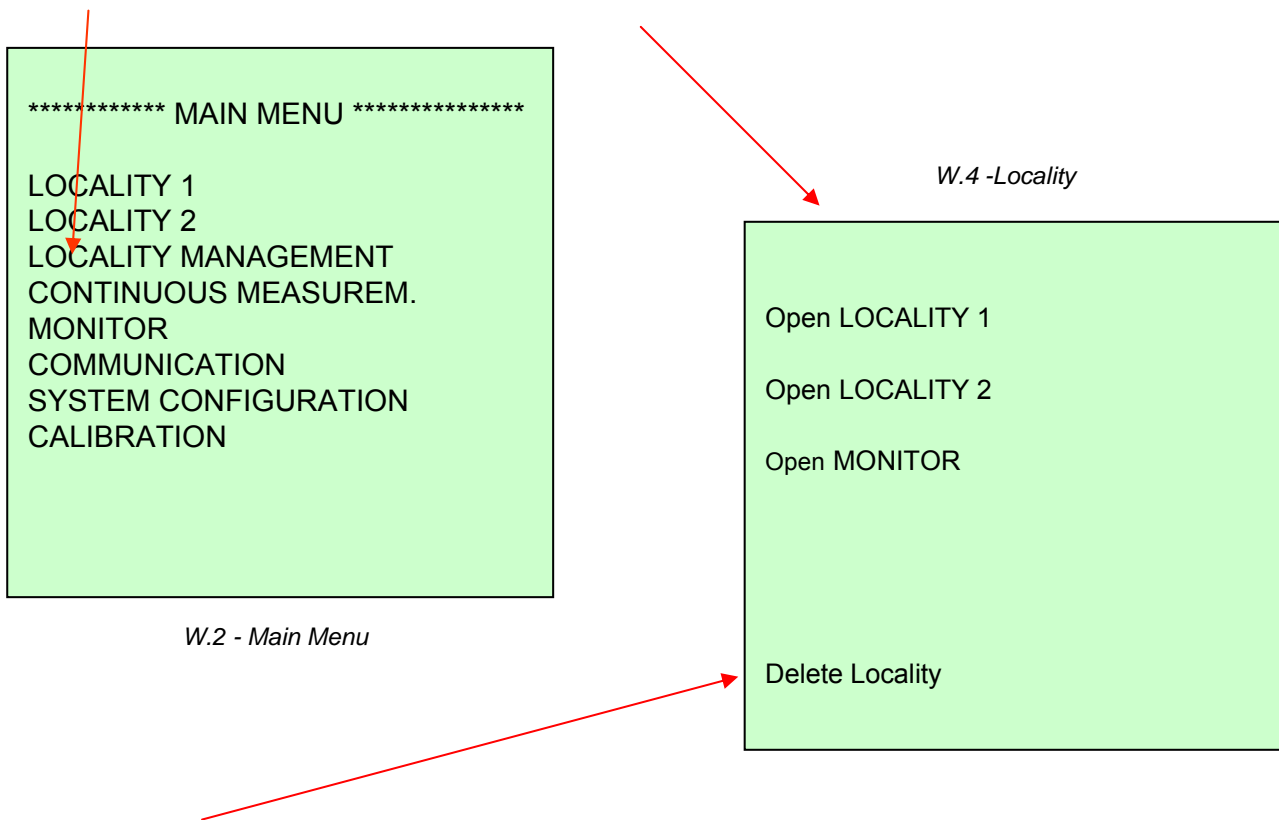 ************ MAIN MENU ***************
LOCALITY 1
LOCALITY 2
LOCALITY MANAGEMENT
CONTINUOUS MEASUREM.
MONITOR
COMMUNICATION
SYSTEM CONFIGURATION
CALIBRATION
W.2 - Main Menu
W.4 -Locality
Open LOCALITY 1
Open LOCALITY 2
Open MONITOR
Delete Locality